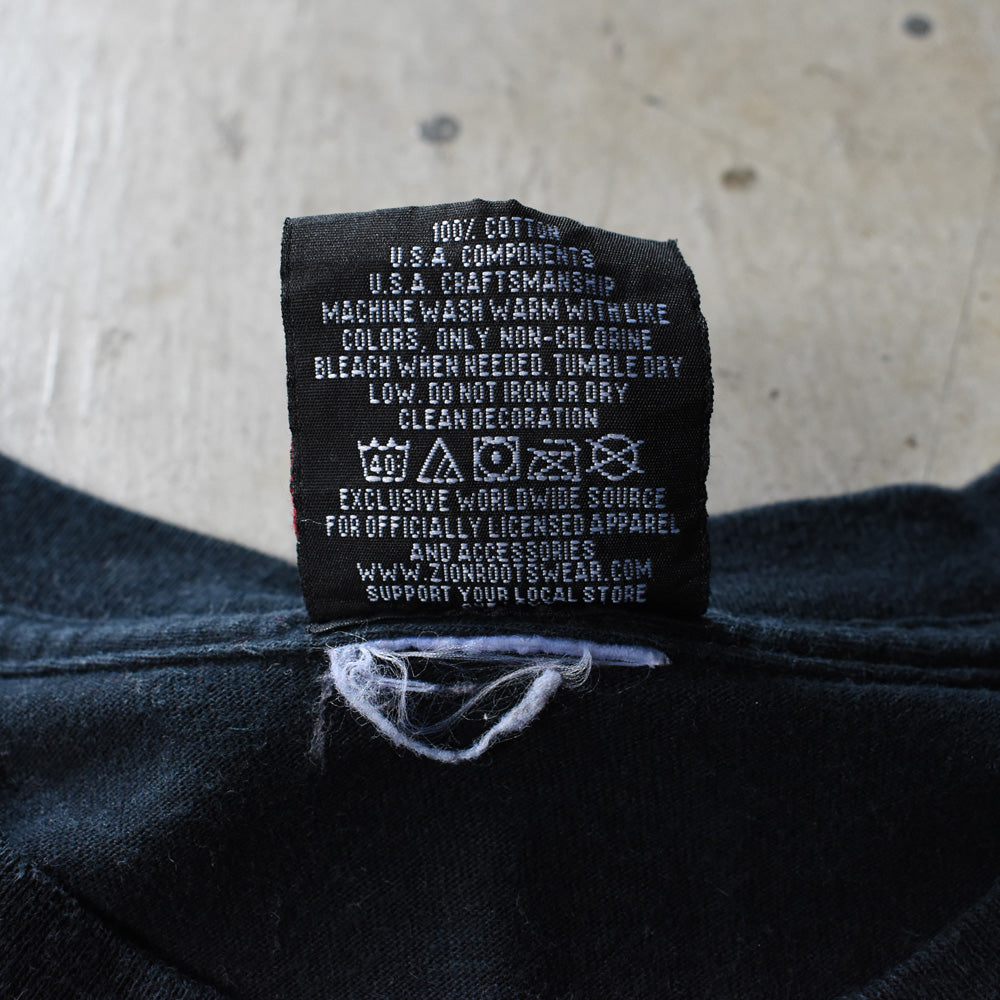 100% COTTON
U.S.A. COMPONENTS
U.S.A. CRAFTSMANSHIP
MACHINE WASH WARM WITH LIKE
COLORS, ONLY NON-CHLORINE
BLEACH WHEN NEEDED. TUMBLE DRY
LOW. DO NOT IRON OR DRY
CLEAN DECORATION
40°
EXCLUSIVE WORLDWIDE SOURCE
FOR OFFICIALLY LICENSED APPAREL
AND ACCESSORIES
WWW.ZIONROOTSWEAR.COM
SUPPORT YOUR LOCAL STORE